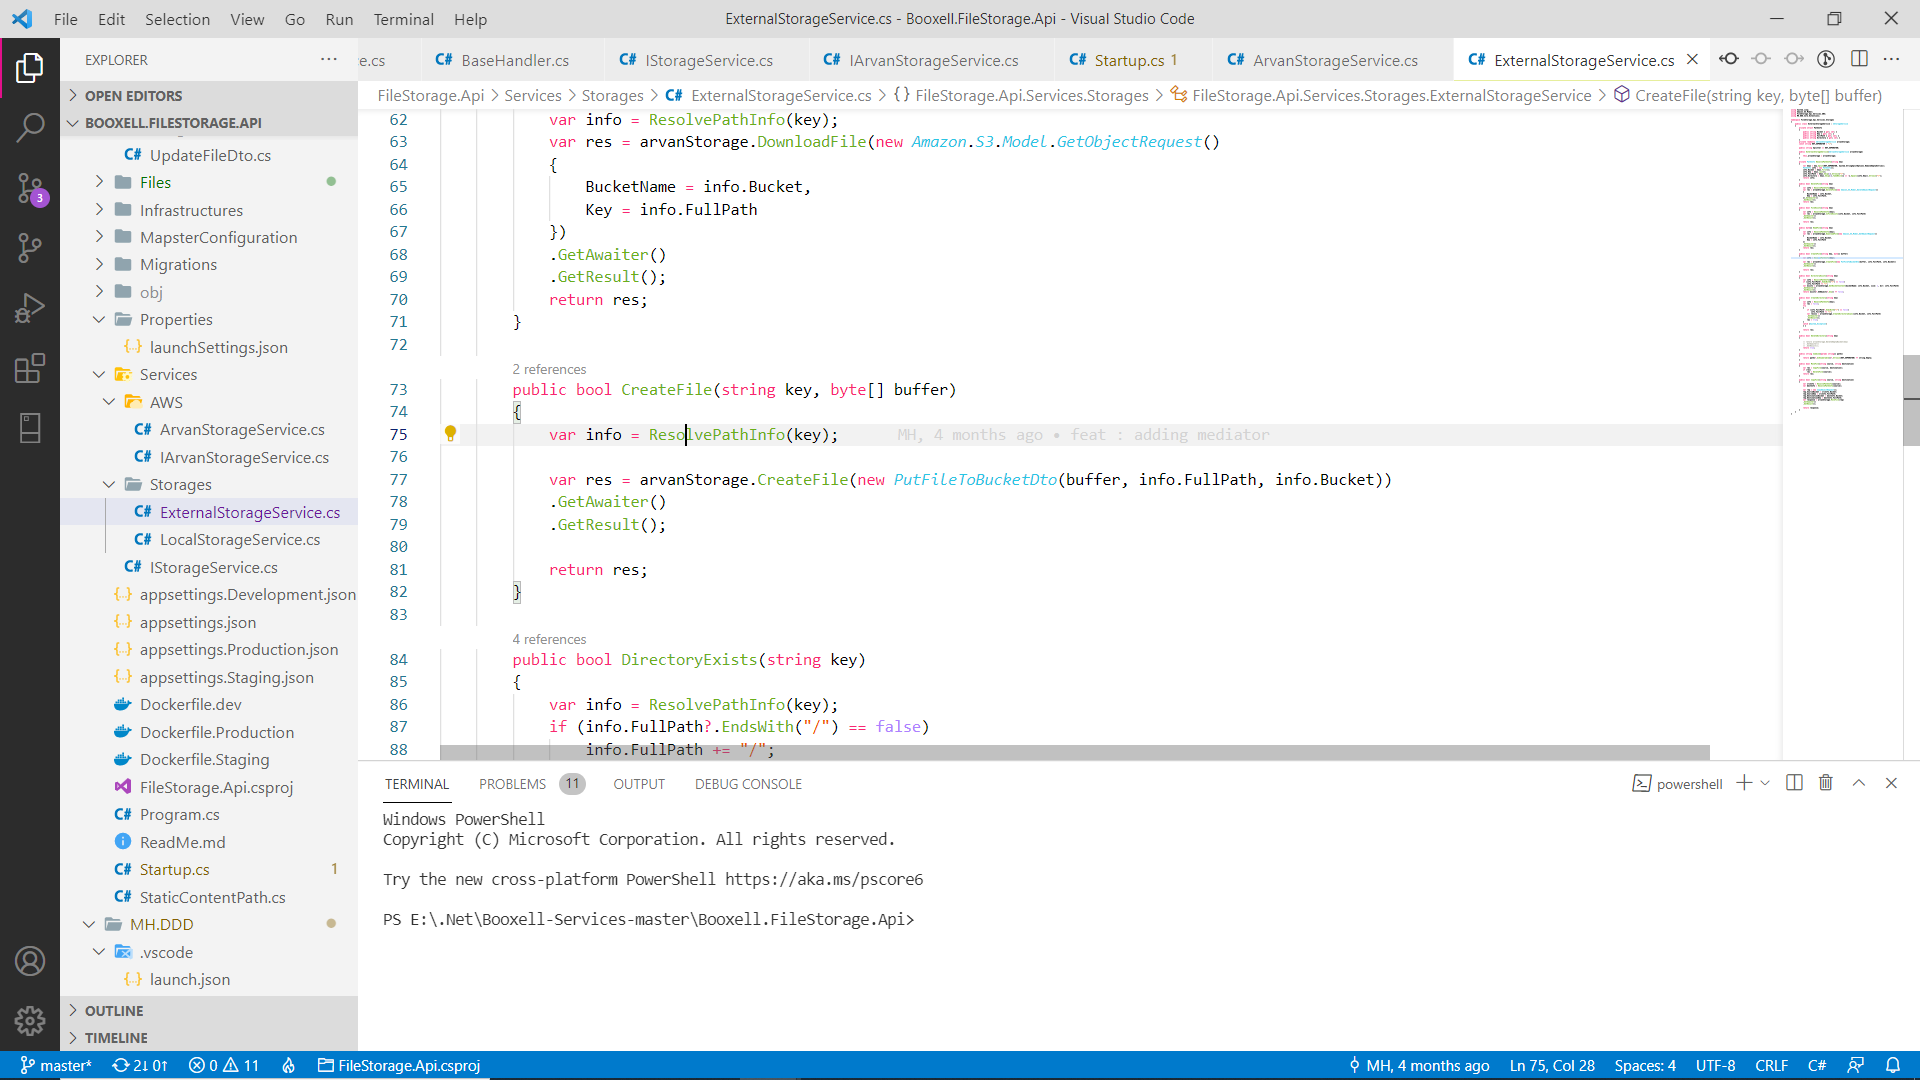 File Edit Selection View Go Run Terminal Help
ExternalStorageService.cs - Booxell.FileStorage.Api - Visual Studio Code
EXPLORER
e.cs
C# BaseHandler.cs
C# IStorageService.cs
C# IArvanStorageService.cs
C# Startup.cs 1
C# ArvanStorageService.cs
C# ExternalStorageService.cs
OPEN EDITORS
BOOXELL.FILESTORAGE.API
C# UpdateFileDto.cs
Files
Infrastructures
MapsterConfiguration
Migrations
obj
Properties
{..} launchSettings.json
Services
AWS
C# ArvanStorageService.cs
C# IArvanStorageService.cs
Storages
C# ExternalStorageService.cs
C# LocalStorageService.cs
C# IStorageService.cs
{..} appsettings.Development.json
{..} appsettings.json
{..} appsettings.Production.json
{..} appsettings.Staging.json
Dockerfile.dev
Dockerfile.Production
Dockerfile.Staging
FileStorage.Api.csproj
C# Program.cs
ReadMe.md
C# Startup.cs 1
C# StaticContentPath.cs
MH.DDD
.vscode
{..} launch.json
OUTLINE
TIMELINE
3
FileStorage.Api > Services > Storages > C# ExternalStorageService.cs > {} FileStorage.Api.Services.Storages > FileStorage.Api.Services.Storages.ExternalStorageService > CreateFile(string key, byte[] buffer)
62 var info = ResolvePathInfo(key);
63 var res = arvanStorage.DownloadFile(new Amazon.S3.Model.GetObjectRequest()
64 {
65 BucketName = info.Bucket,
66 Key = info.FullPath
67 })
68 .GetAwaiter()
69 .GetResult();
70 return res;
71 }
72
2 references
73 public bool CreateFile(string key, byte[] buffer)
74 {
75 var info = ResolvePathInfo(key); MH, 4 months ago • feat : adding mediator
76
77 var res = arvanStorage.CreateFile(new PutFileToBucketDto(buffer, info.FullPath, info.Bucket))
78 .GetAwaiter()
79 .GetResult();
80
81 return res;
82 }
83
4 references
84 public bool DirectoryExists(string key)
85 {
86 var info = ResolvePathInfo(key);
87 if (info.FullPath?.EndsWith("/") == false)
88 info.FullPath += "/";
TERMINAL PROBLEMS 11 OUTPUT DEBUG CONSOLE
powershell
Windows PowerShell
Copyright (C) Microsoft Corporation. All rights reserved.
Try the new cross-platform PowerShell https://aka.ms/pscore6
PS E:\.Net\Booxell-Services-master\Booxell.FileStorage.Api>
master* 2↓ 0↑ 0 11 FileStorage.Api.csproj
MH, 4 months ago Ln 75, Col 28 Spaces: 4 UTF-8 CRLF C#